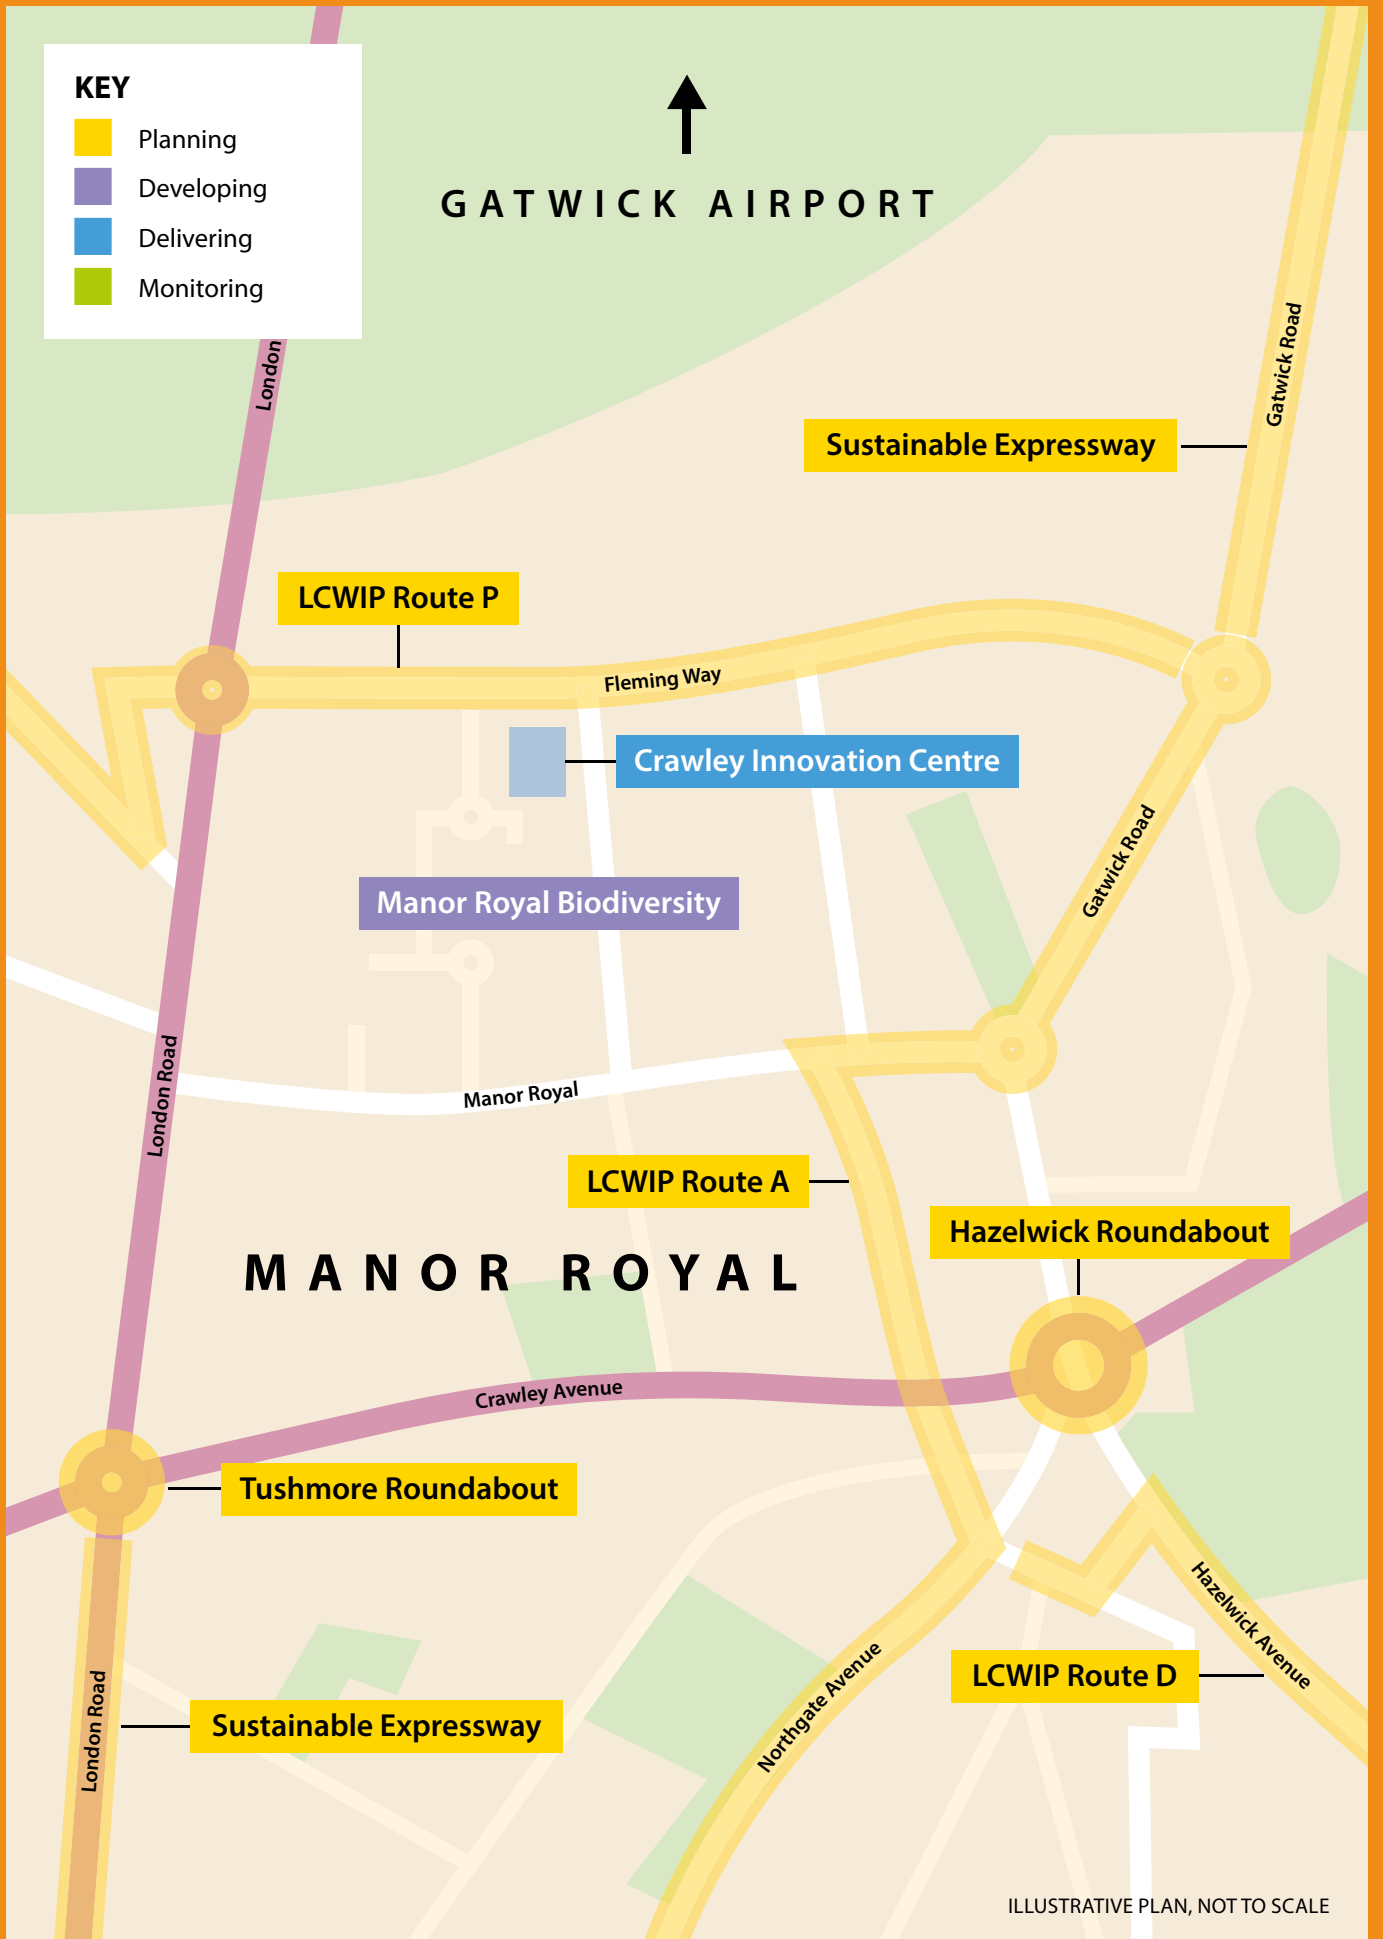 KEY
Planning
Developing
Delivering
Monitoring
GATWICK AIRPORT
London
Gatwick Road
Sustainable Expressway
LCWIP Route P
Fleming Way
Crawley Innovation Centre
Gatwick Road
Manor Royal Biodiversity
London Road
Manor Royal
LCWIP Route A
Hazelwick Roundabout
MANOR ROYAL
Crawley Avenue
Tushmore Roundabout
Hazelwick Avenue
LCWIP Route D
Northgate Avenue
London Road
Sustainable Expressway
ILLUSTRATIVE PLAN, NOT TO SCALE